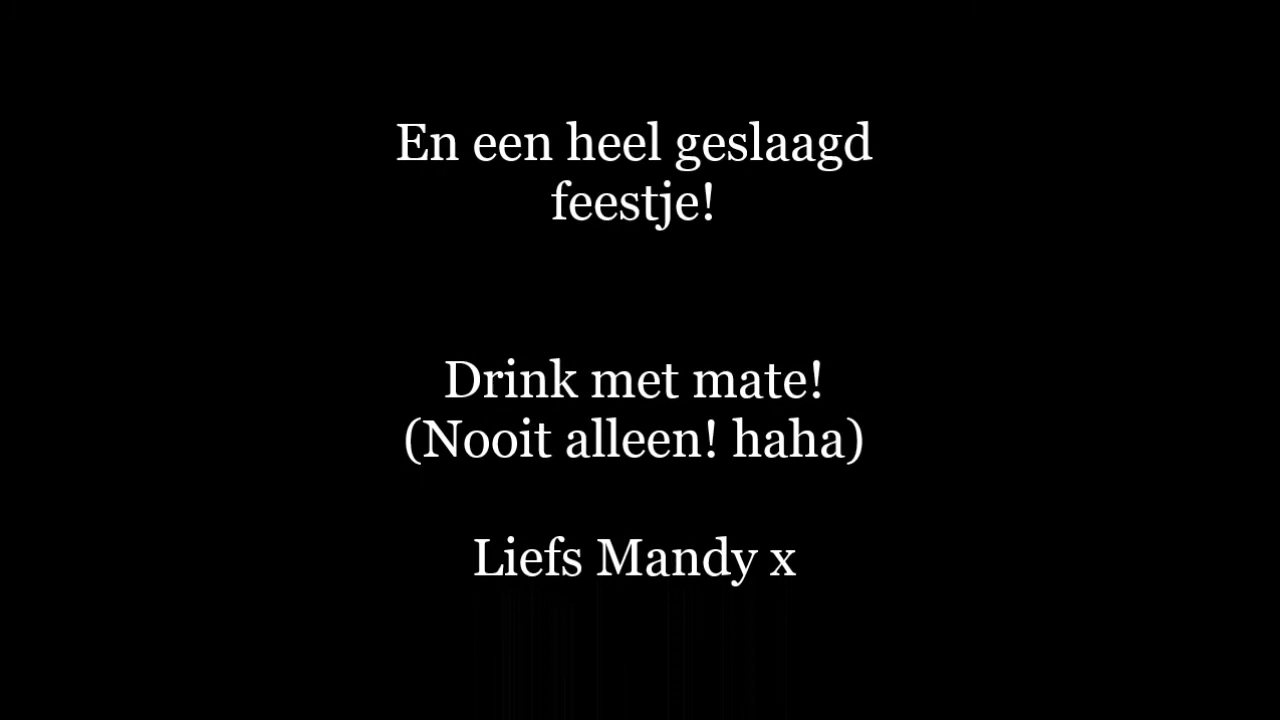 En een heel geslaagd
feestje!
Drink met mate!
(Nooit alleen! haha)
Liefs Mandy x